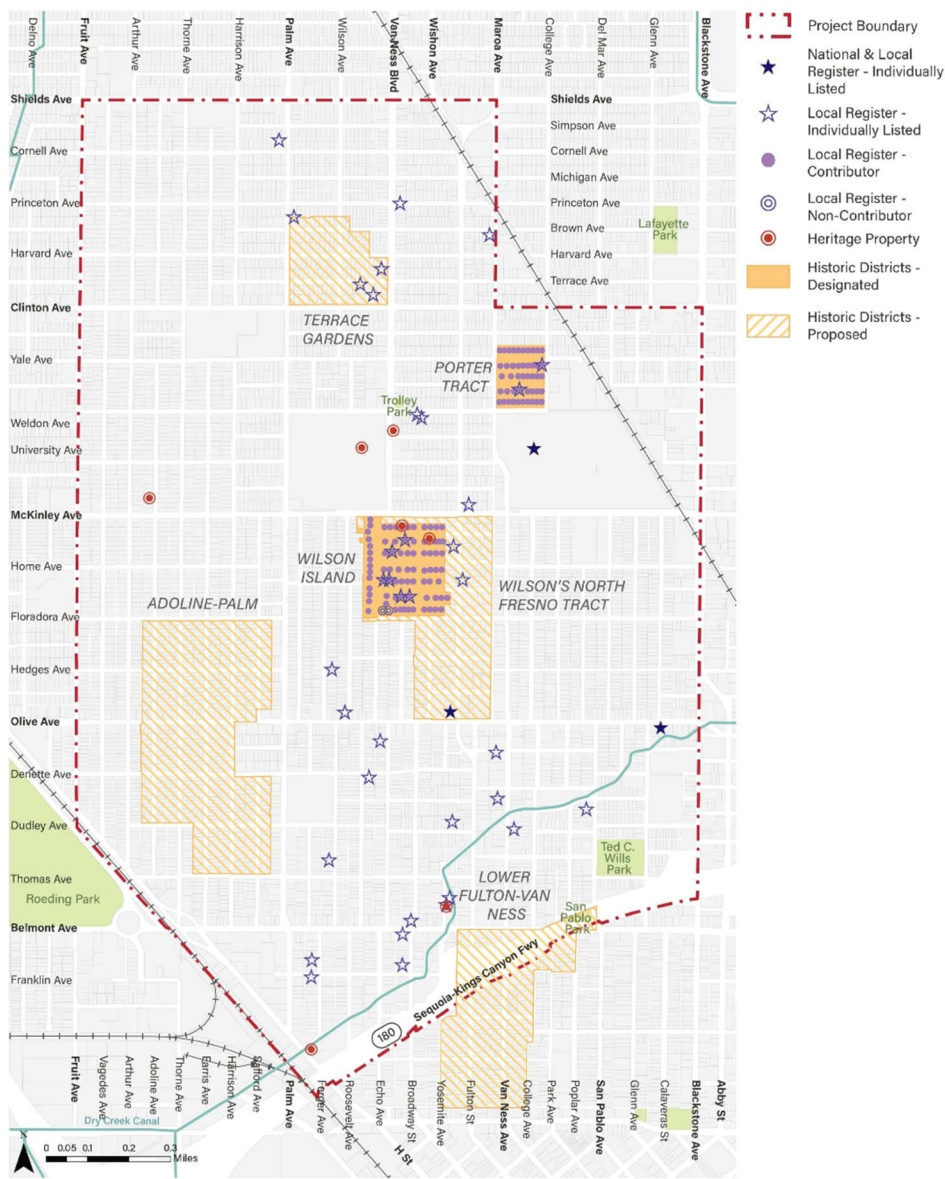 Delno Ave
Fruit Ave
Arthur Ave
Thorne Ave
Harrison Ave
Palm Ave
Wilson Ave
Van Ness Blvd
Wishon Ave
Maroa Ave
College Ave
Del Mar Ave
Glenn Ave
Blackstone Ave
Shields Ave
Cornell Ave
Princeton Ave
Harvard Ave
Clinton Ave
Yale Ave
Weldon Ave
University Ave
McKinley Ave
Home Ave
Floradora Ave
Hedges Ave
Olive Ave
Dennette Ave
Dudley Ave
Thomas Ave
Roeding Park
Belmont Ave
Franklin Ave
Shields Ave
Simpson Ave
Cornell Ave
Michigan Ave
Princeton Ave
Brown Ave
Harvard Ave
Terrace Ave
Lafayette
Park
TERRACE
GARDENS
PORTER
TRACT
Trolley
Park
WILSON
ISLAND
WILSON'S NORTH
FRESNO TRACT
ADOLINE-PALM
Ted C.
Wills
Park
LOWER
FULTON-VAN
NESS
San
Pablo
Park
Sequoia-Kings Canyon Fwy
180
Fruit Ave
Vagedes Ave
Arthur Ave
Adoline Ave
Thorne Ave
Farris Ave
Harrison Ave
Safford Ave
Palm Ave
Ferger Ave
Roosevelt Ave
Echo Ave
Broadway St
Yosemite Ave
Fulton St
Van Ness Ave
College Ave
Park Ave
Poplar Ave
San Pablo Ave
Glenn Ave
Calaveras St
Blackstone Ave
Abby St
H St
Dry Creek Canal
0 0.05 0.1 0.2 0.3
Miles
Project Boundary
National & Local
Register - Individually
Listed
Local Register -
Individually Listed
Local Register -
Contributor
Local Register -
Non-Contributor
Heritage Property
Historic Districts -
Designated
Historic Districts -
Proposed